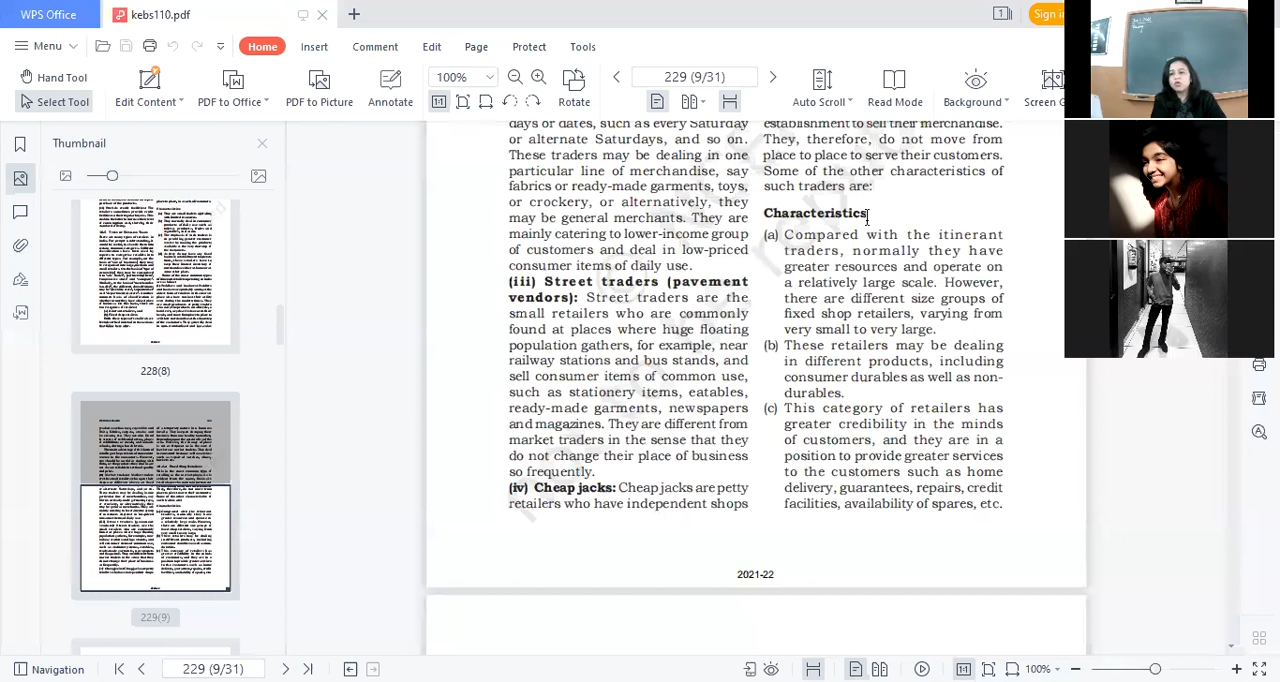 WPS Office
kebs110.pdf
1
Sign in
Menu
Home
Insert
Comment
Edit
Page
Protect
Tools
Hand Tool
Select Tool
Edit Content
PDF to Office
PDF to Picture
Annotate
100%
229 (9/31)
Rotate
Auto Scroll
Read Mode
Background
Screen G
Thumbnail
228(8)
229(9)
days or dates, such as every Saturday
or alternate Saturdays, and so on.
These traders may be dealing in one
particular line of merchandise, say
fabrics or ready-made garments, toys,
or crockery, or alternatively, they
may be general merchants. They are
mainly catering to lower-income group
of customers and deal in low-priced
consumer items of daily use.
(iii) Street traders (pavement
vendors): Street traders are the
small retailers who are commonly
found at places where huge floating
population gathers, for example, near
railway stations and bus stands, and
sell consumer items of common use,
such as stationery items, eatables,
ready-made garments, newspapers
and magazines. They are different from
market traders in the sense that they
do not change their place of business
so frequently.
(iv) Cheap jacks: Cheap jacks are petty
retailers who have independent shops
establishment to sell their merchandise.
They, therefore, do not move from
place to place to serve their customers.
Some of the other characteristics of
such traders are:
Characteristics
(a) Compared with the itinerant
traders, normally they have
greater resources and operate on
a relatively large scale. However,
there are different size groups of
fixed shop retailers, varying from
very small to very large.
(b) These retailers may be dealing
in different products, including
consumer durables as well as non-
durables.
(c) This category of retailers has
greater credibility in the minds
of customers, and they are in a
position to provide greater services
to the customers such as home
delivery, guarantees, repairs, credit
facilities, availability of spares, etc.
2021-22
Navigation
229 (9/31)
100%